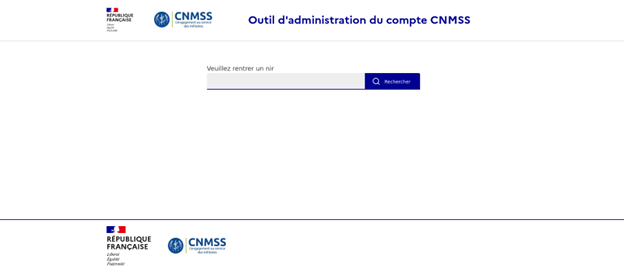 RÉPUBLIQUE
FRANÇAISE
Liberté
Égalité
Fraternité
CNMSS
L'engagement au service
des militaires
Outil d'administration du compte CNMSS
Veuillez rentrer un nir
Rechercher
RÉPUBLIQUE
FRANÇAISE
Liberté
Égalité
Fraternité
CNMSS
L'engagement au service
des militaires